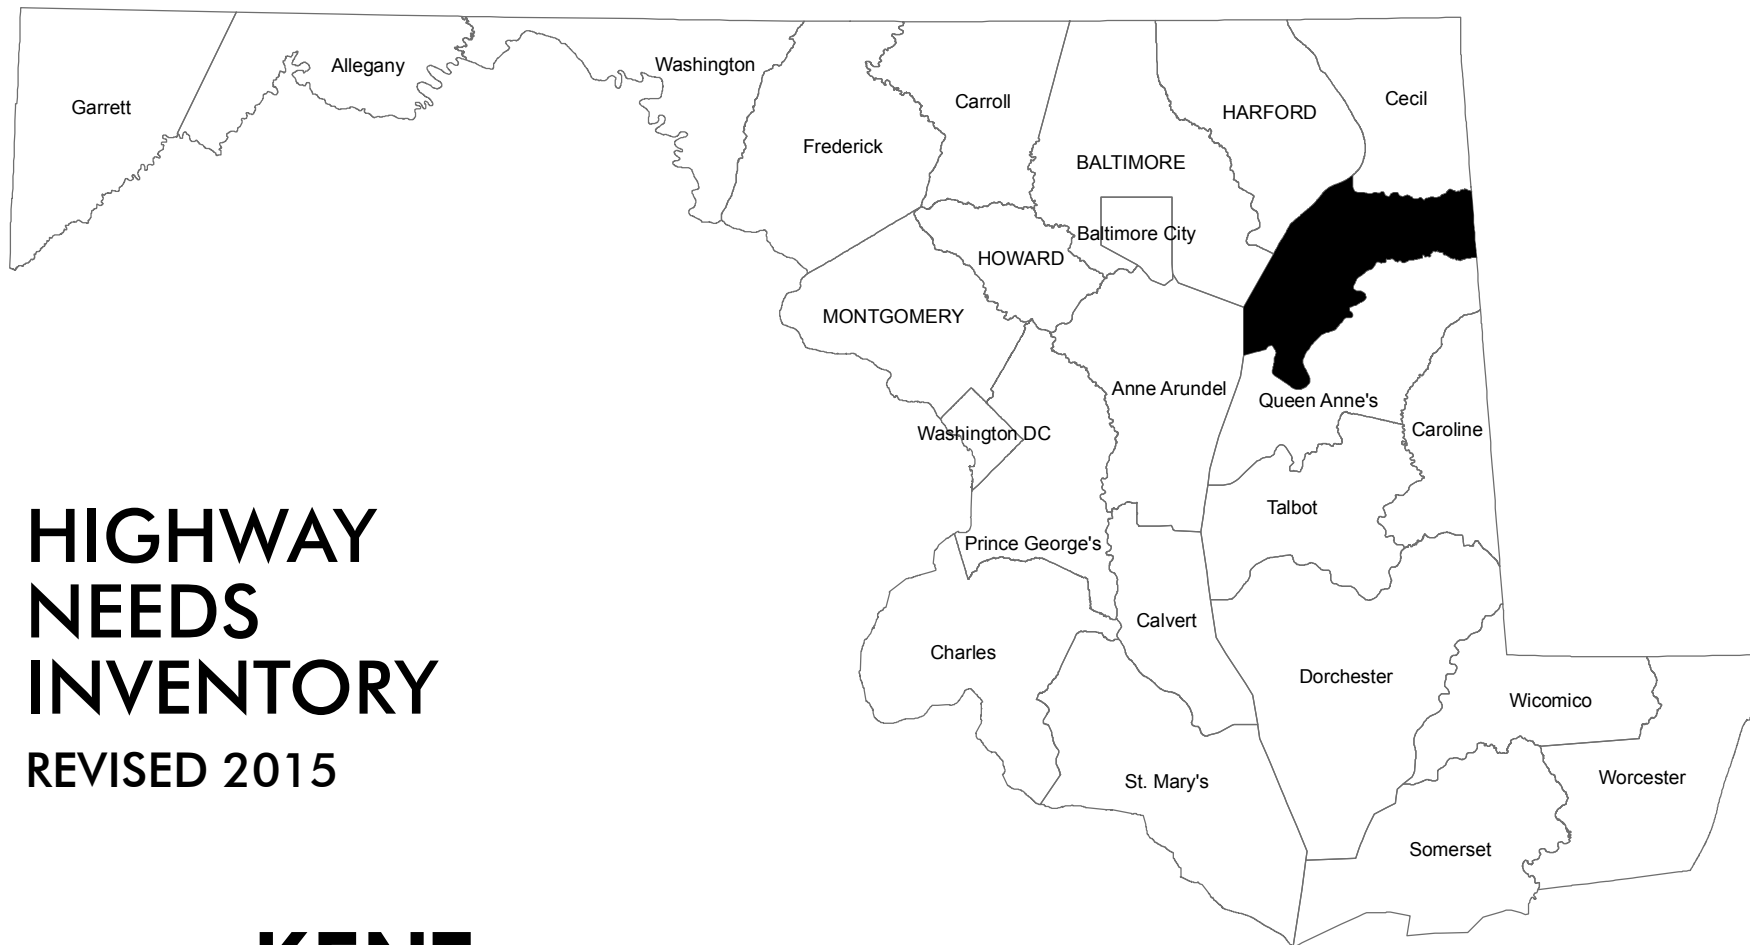 Garrett
Allegany
Washington
Frederick
Carroll
BALTIMORE
Baltimore City
HARFORD
Cecil
HOWARD
MONTGOMERY
Anne Arundel
Queen Anne's
Caroline
Washington DC
Talbot
Prince George's
Calvert
Charles
Dorchester
Wicomico
St. Mary's
Worcester
Somerset
HIGHWAY
NEEDS
INVENTORY
REVISED 2015
KENT